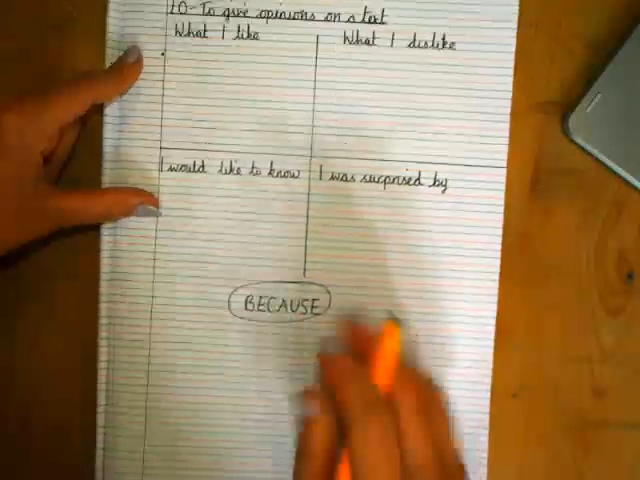 LO - To give opinions on a text
What I like
What I dislike
I would like to know
I was surprised by
BECAUSE